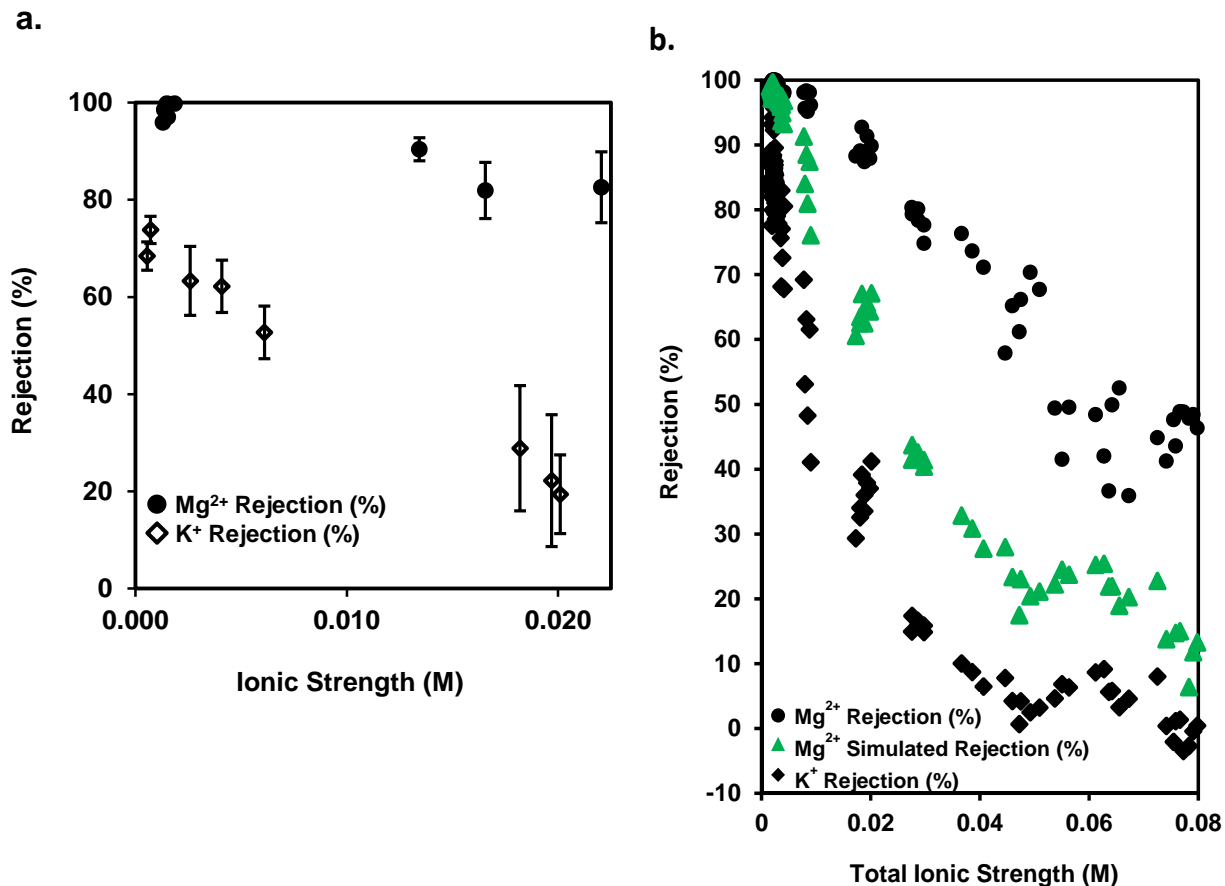 a.
100
80
60
40
20
0
Rejection (%)
Mg²⁺ Rejection (%)
K⁺ Rejection (%)
0.000
0.010
0.020
Ionic Strength (M)
b.
100
90
80
70
60
50
40
30
20
10
0
-10
Rejection (%)
Mg²⁺ Rejection (%)
Mg²⁺ Simulated Rejection (%)
K⁺ Rejection (%)
0
0.02
0.04
0.06
0.08
Total Ionic Strength (M)